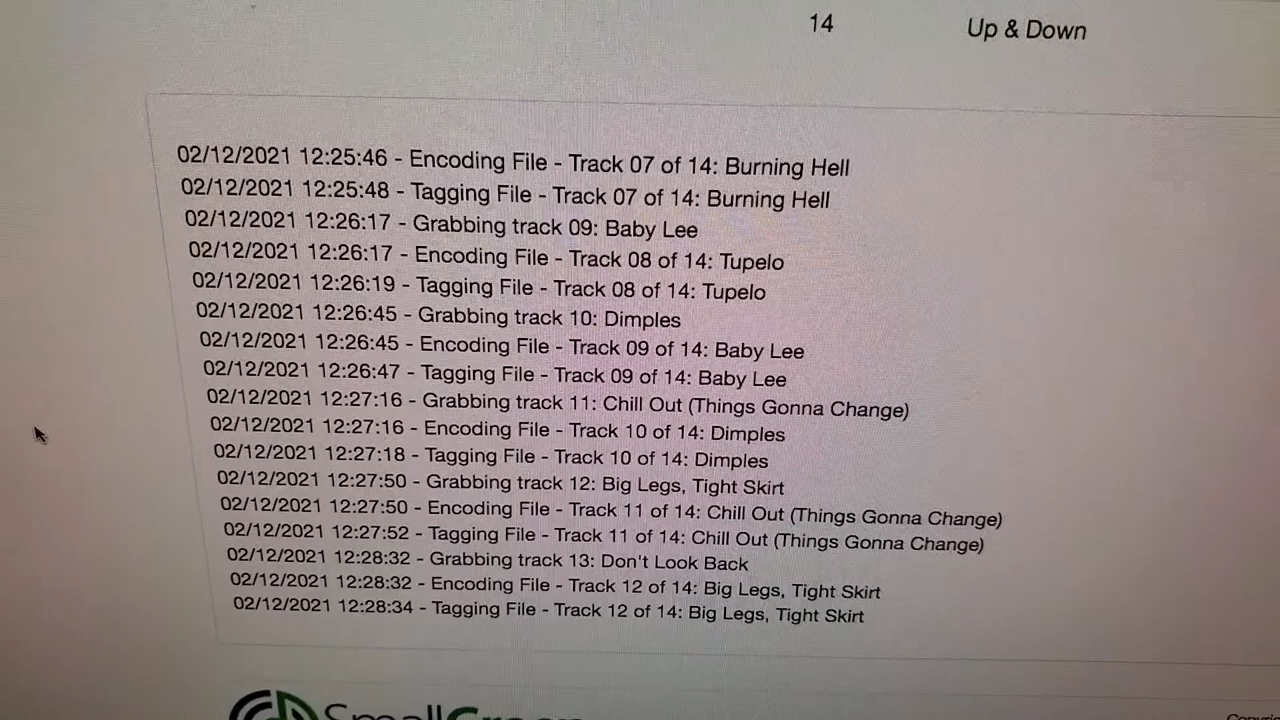 14 Up & Down
02/12/2021 12:25:46 - Encoding File - Track 07 of 14: Burning Hell
02/12/2021 12:25:48 - Tagging File - Track 07 of 14: Burning Hell
02/12/2021 12:26:17 - Grabbing track 09: Baby Lee
02/12/2021 12:26:17 - Encoding File - Track 08 of 14: Tupelo
02/12/2021 12:26:19 - Tagging File - Track 08 of 14: Tupelo
02/12/2021 12:26:45 - Grabbing track 10: Dimples
02/12/2021 12:26:45 - Encoding File - Track 09 of 14: Baby Lee
02/12/2021 12:26:47 - Tagging File - Track 09 of 14: Baby Lee
02/12/2021 12:27:16 - Grabbing track 11: Chill Out (Things Gonna Change)
02/12/2021 12:27:16 - Encoding File - Track 10 of 14: Dimples
02/12/2021 12:27:18 - Tagging File - Track 10 of 14: Dimples
02/12/2021 12:27:50 - Grabbing track 12: Big Legs, Tight Skirt
02/12/2021 12:27:50 - Encoding File - Track 11 of 14: Chill Out (Things Gonna Change)
02/12/2021 12:27:52 - Tagging File - Track 11 of 14: Chill Out (Things Gonna Change)
02/12/2021 12:28:32 - Grabbing track 13: Don't Look Back
02/12/2021 12:28:32 - Encoding File - Track 12 of 14: Big Legs, Tight Skirt
02/12/2021 12:28:34 - Tagging File - Track 12 of 14: Big Legs, Tight Skirt
SmallGreen